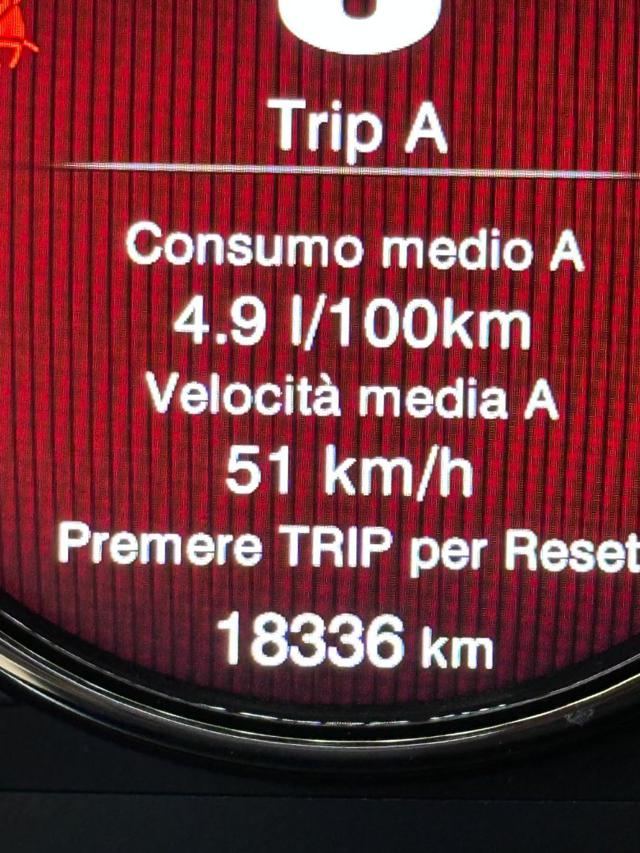 Trip A
Consumo medio A
4.9 l/100km
Velocità media A
51 km/h
Premere TRIP per Reset
18336 km